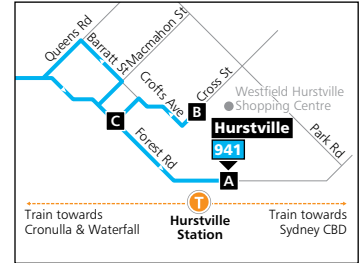 Queens Rd
Barratt St
Macmahon St
Crofts Ave
Cross St
B
Westfield Hurstville
Shopping Centre
Hurstville
941
Park Rd
C
Forest Rd
A
T
Train towards
Cronulla & Waterfall
Hurstville
Station
Train towards
Sydney CBD